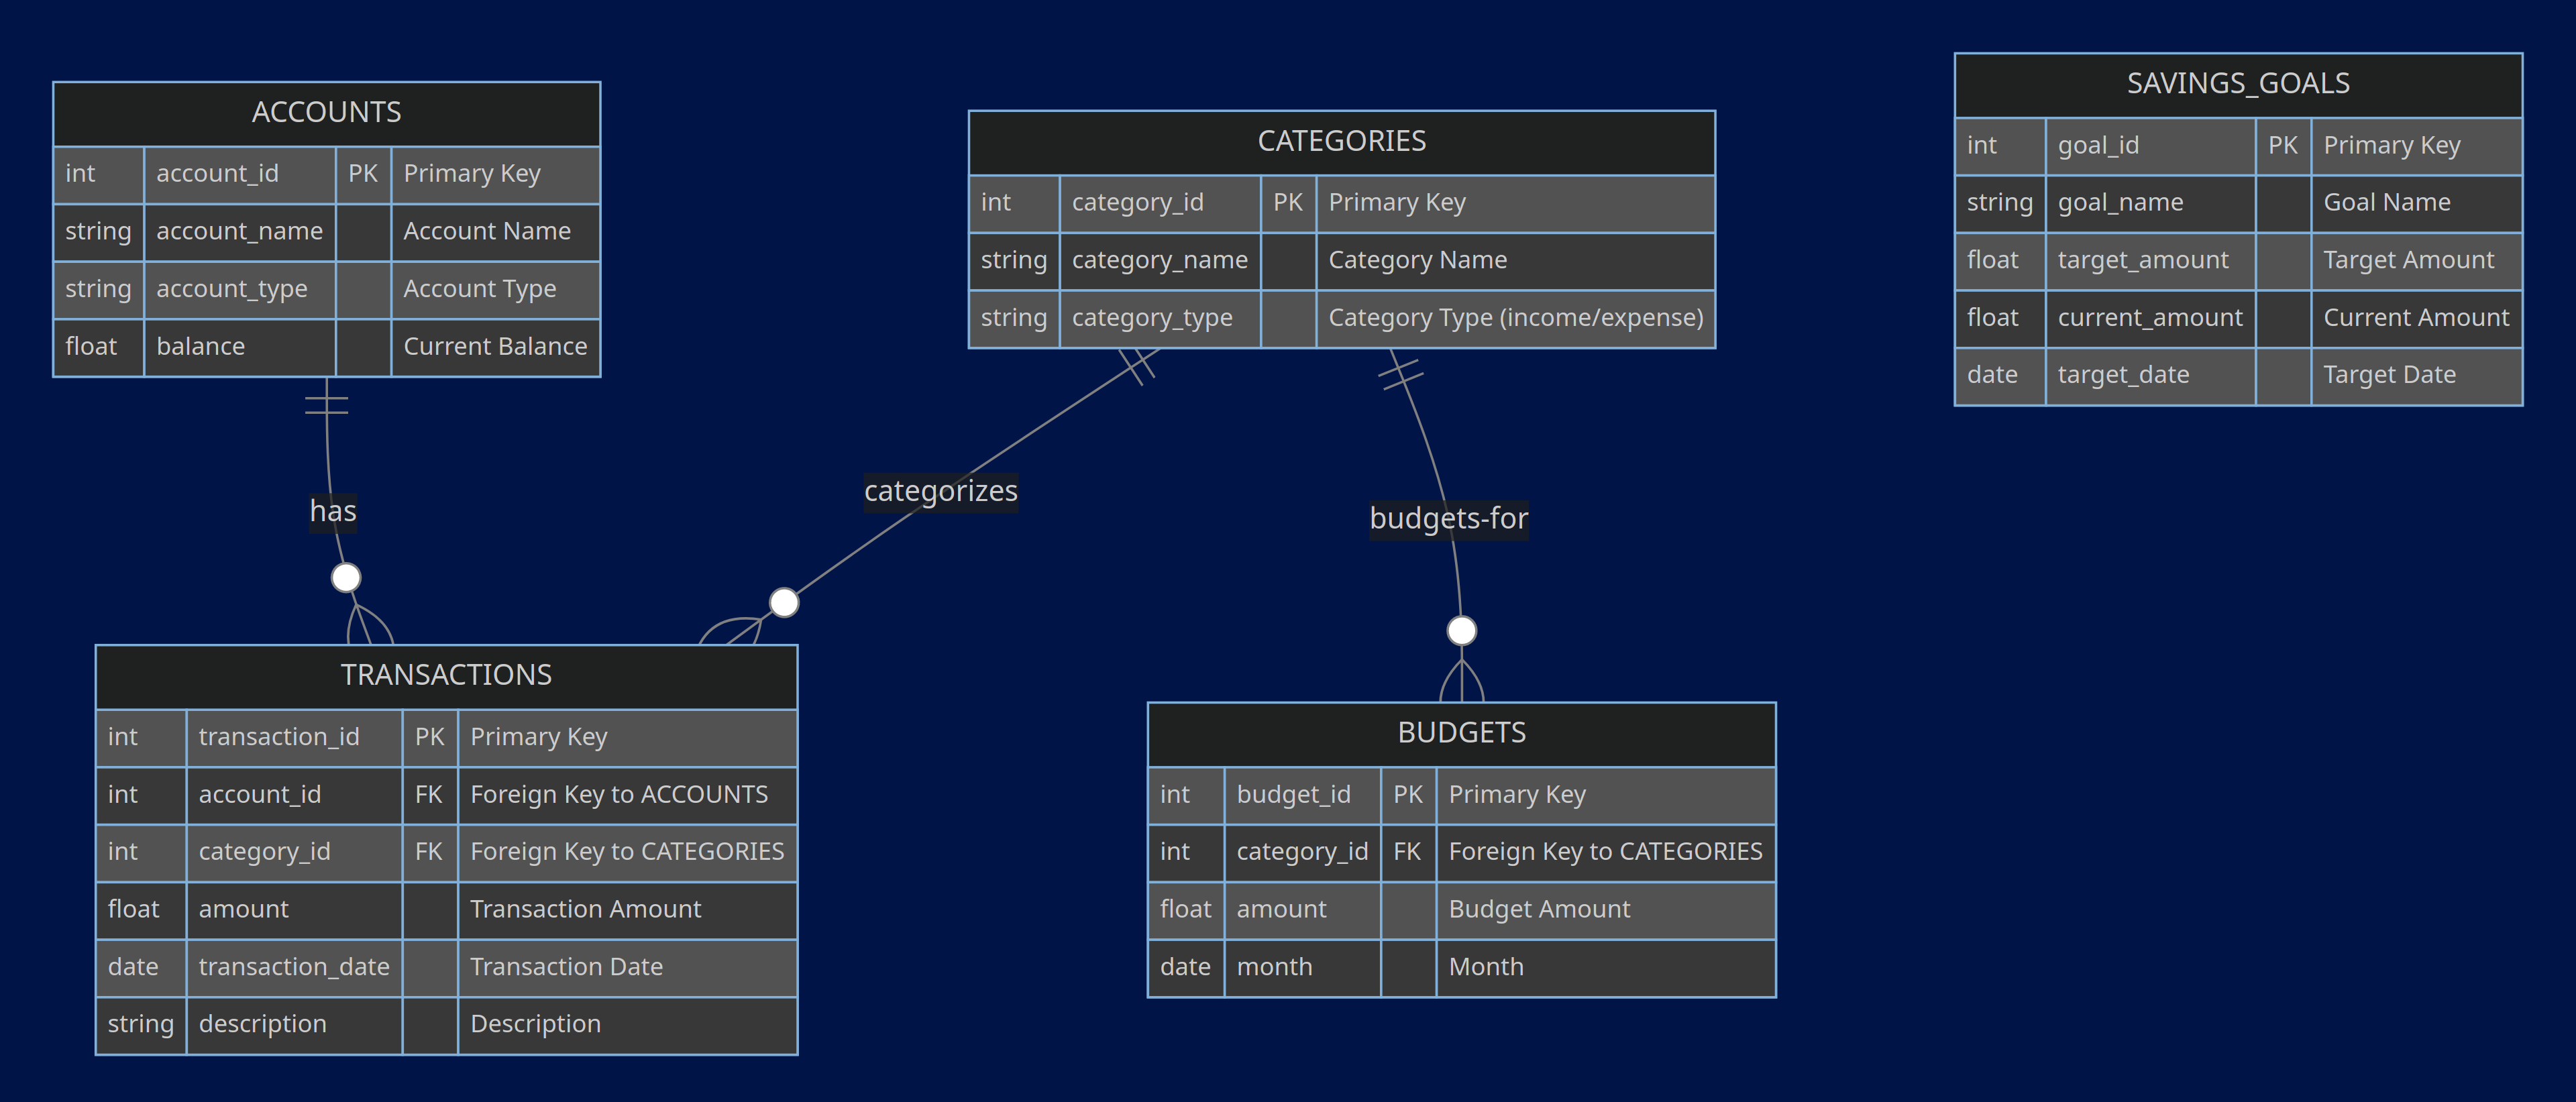 ACCOUNTS
int account_id PK Primary Key
string account_name Account Name
string account_type Account Type
float balance Current Balance
CATEGORIES
int category_id PK Primary Key
string category_name Category Name
string category_type Category Type (income/expense)
SAVINGS_GOALS
int goal_id PK Primary Key
string goal_name Goal Name
float target_amount Target Amount
float current_amount Current Amount
date target_date Target Date
has
categorizes
budgets-for
TRANSACTIONS
int transaction_id PK Primary Key
int account_id FK Foreign Key to ACCOUNTS
int category_id FK Foreign Key to CATEGORIES
float amount Transaction Amount
date transaction_date Transaction Date
string description Description
BUDGETS
int budget_id PK Primary Key
int category_id FK Foreign Key to CATEGORIES
float amount Budget Amount
date month Month